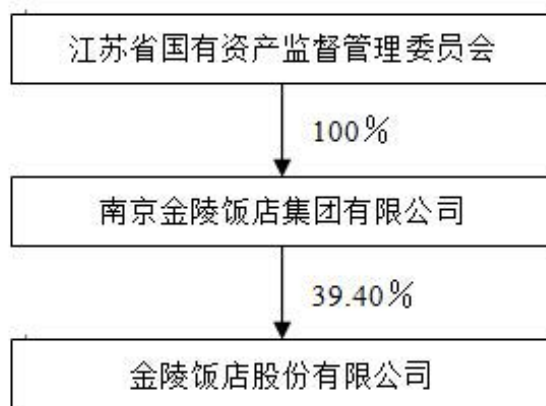 江苏省国有资产监督管理委员会
100％
南京金陵饭店集团有限公司
39.40％
金陵饭店股份有限公司